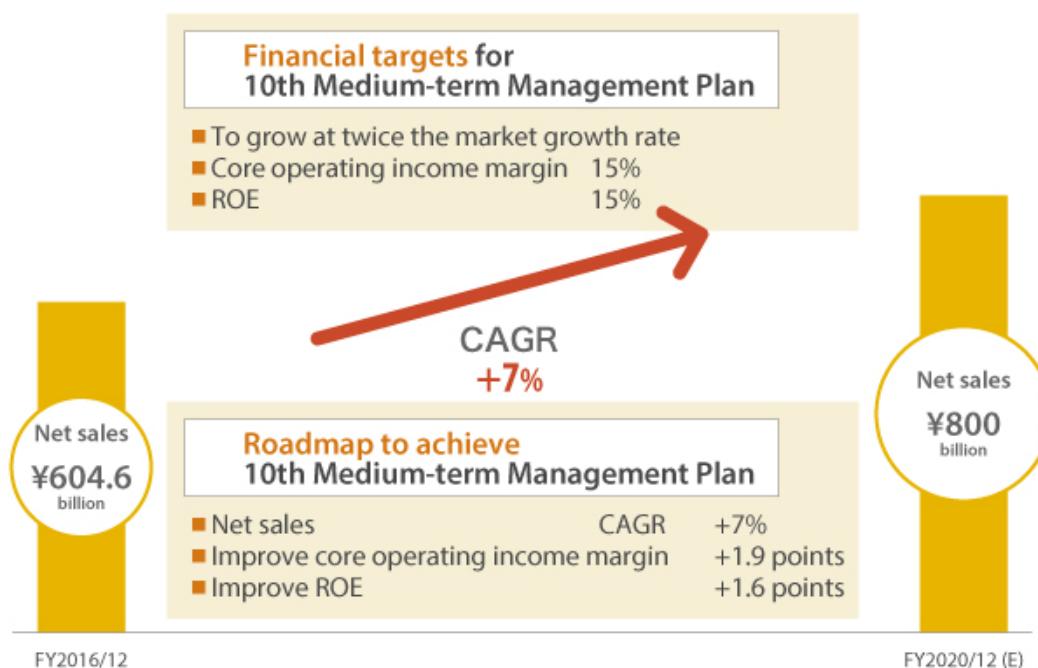 Financial targets for
10th Medium-term Management Plan
■ To grow at twice the market growth rate
■ Core operating income margin 15%
■ ROE 15%
CAGR
+7%
Net sales
¥604.6
billion
Net sales
¥800
billion
Roadmap to achieve
10th Medium-term Management Plan
■ Net sales CAGR +7%
■ Improve core operating income margin +1.9 points
■ Improve ROE +1.6 points
FY2016/12
FY2020/12 (E)